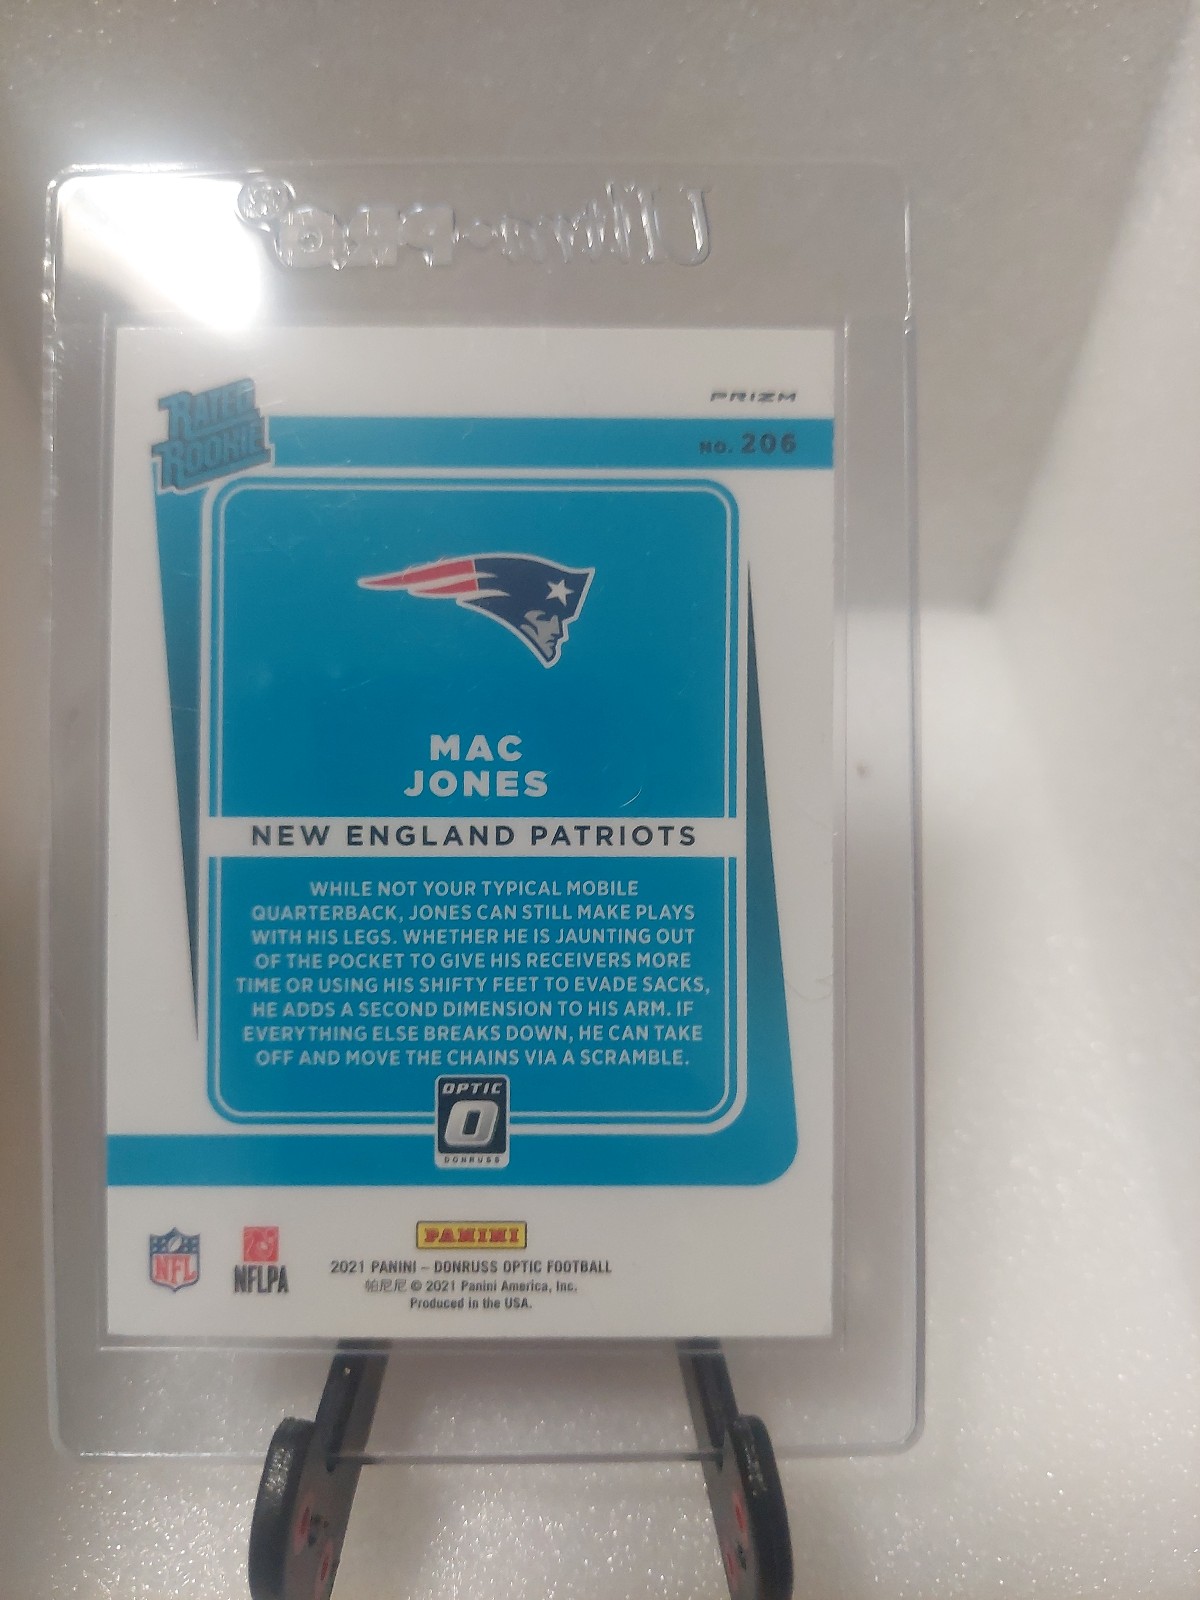 Ultra-PRO®
RATED
ROOKIE
PRIZM
NO. 206
MAC
JONES
NEW ENGLAND PATRIOTS
WHILE NOT YOUR TYPICAL MOBILE
QUARTERBACK, JONES CAN STILL MAKE PLAYS
WITH HIS LEGS. WHETHER HE IS JAUNTING OUT
OF THE POCKET TO GIVE HIS RECEIVERS MORE
TIME OR USING HIS SHIFTY FEET TO EVADE SACKS,
HE ADDS A SECOND DIMENSION TO HIS ARM. IF
EVERYTHING ELSE BREAKS DOWN, HE CAN TAKE
OFF AND MOVE THE CHAINS VIA A SCRAMBLE.
OPTIC
O
DONRUSS
NFL
NFLPA
PANINI
2021 PANINI – DONRUSS OPTIC FOOTBALL
帕尼尼 © 2021 Panini America, Inc.
Produced in the USA.